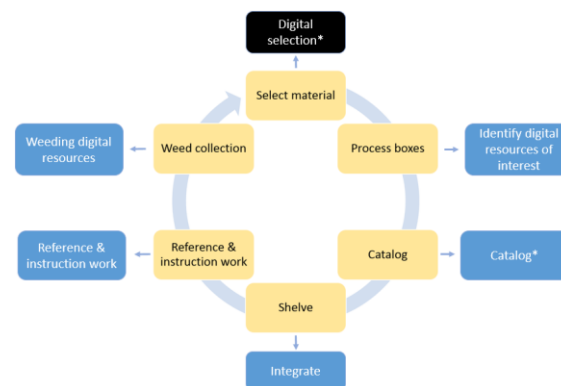 Digital
selection*
Select material
Weeding digital
resources
Weed collection
Process boxes
Identify digital
resources of
interest
Reference &
instruction work
Reference &
instruction work
Catalog
Catalog*
Shelve
Integrate